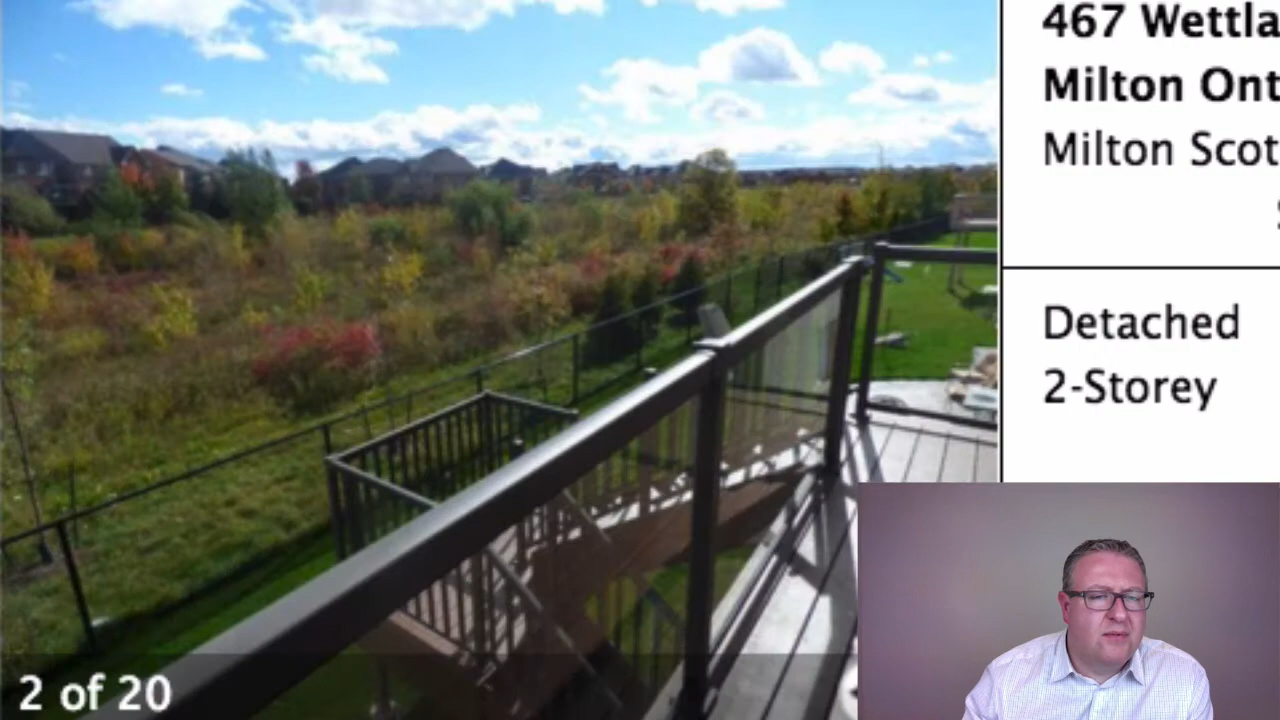 467 Wettla
Milton Ont
Milton Scot
Detached
2-Storey
2 of 20